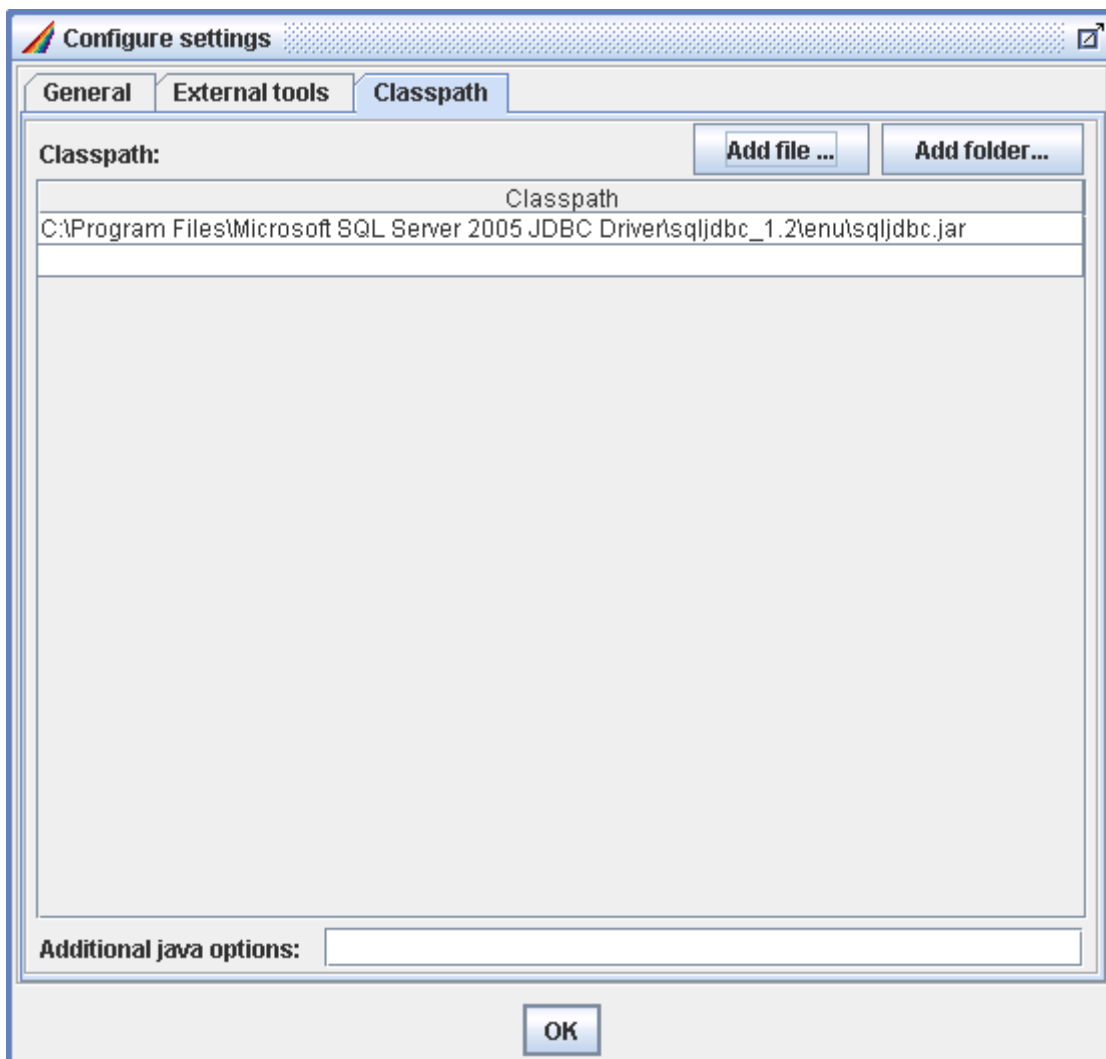 Configure settings
General External tools Classpath
Classpath: Add file ... Add folder...
Classpath
C:\Program Files\Microsoft SQL Server 2005 JDBC Driver\sqljdbc_1.2\enu\sqljdbc.jar
Additional java options:
OK